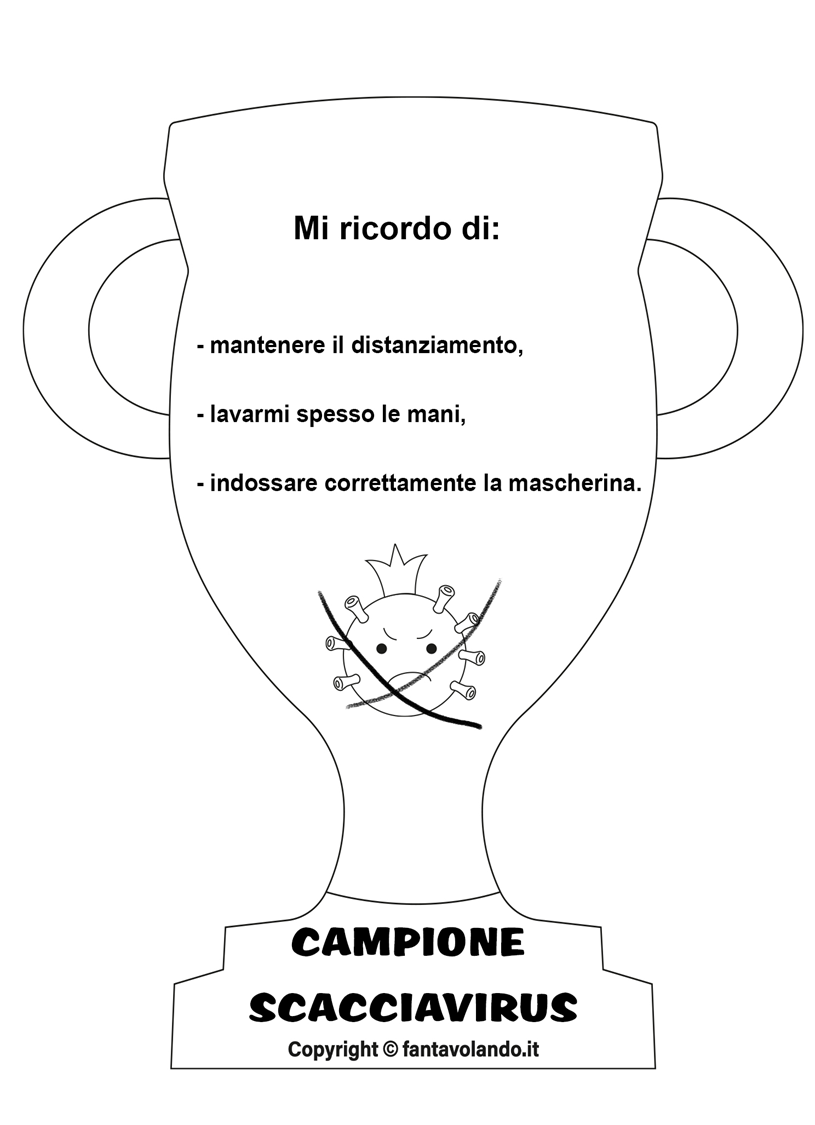 Mi ricordo di:
- mantenere il distanziamento,
- lavarmi spesso le mani,
- indossare correttamente la mascherina.
CAMPIONE
SCACCIAVIRUS
Copyright © fantavolando.it